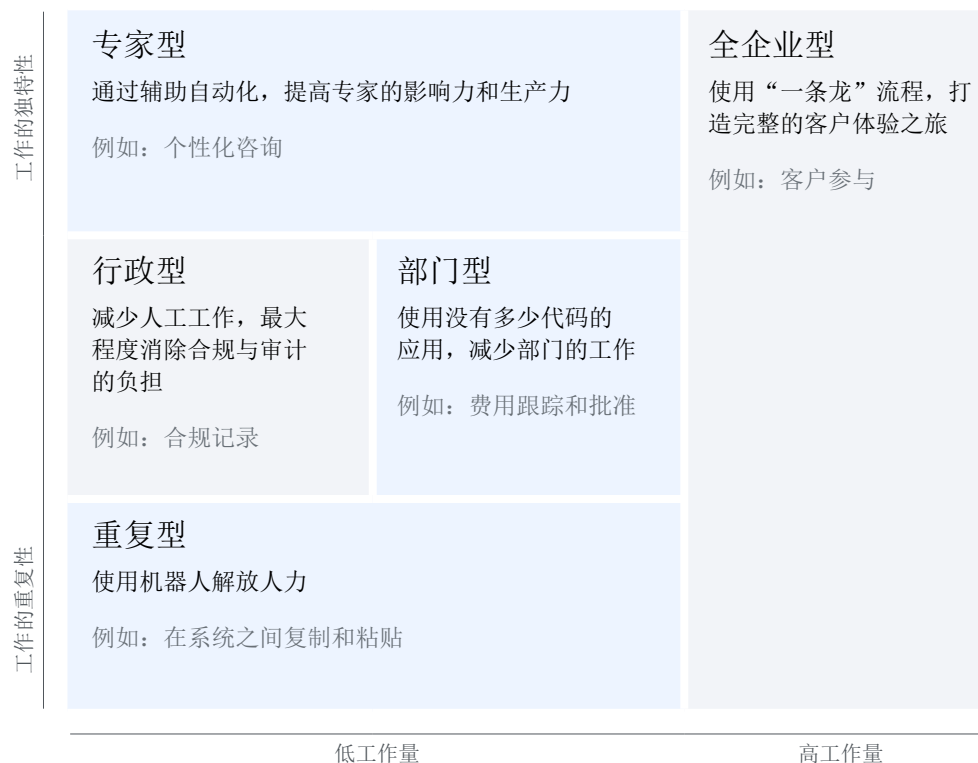 工作的独特性
专家型
通过辅助自动化，提高专家的影响力和生产力
例如：个性化咨询
全企业型
使用“一条龙”流程，打
造完整的客户体验之旅
例如：客户参与
行政型
减少人工工作，最大
程度消除合规与审计
的负担
例如：合规记录
部门型
使用没有多少代码的
应用，减少部门的工作
例如：费用跟踪和批准
工作的重复性
重复型
使用机器人解放人力
例如：在系统之间复制和粘贴
低工作量
高工作量